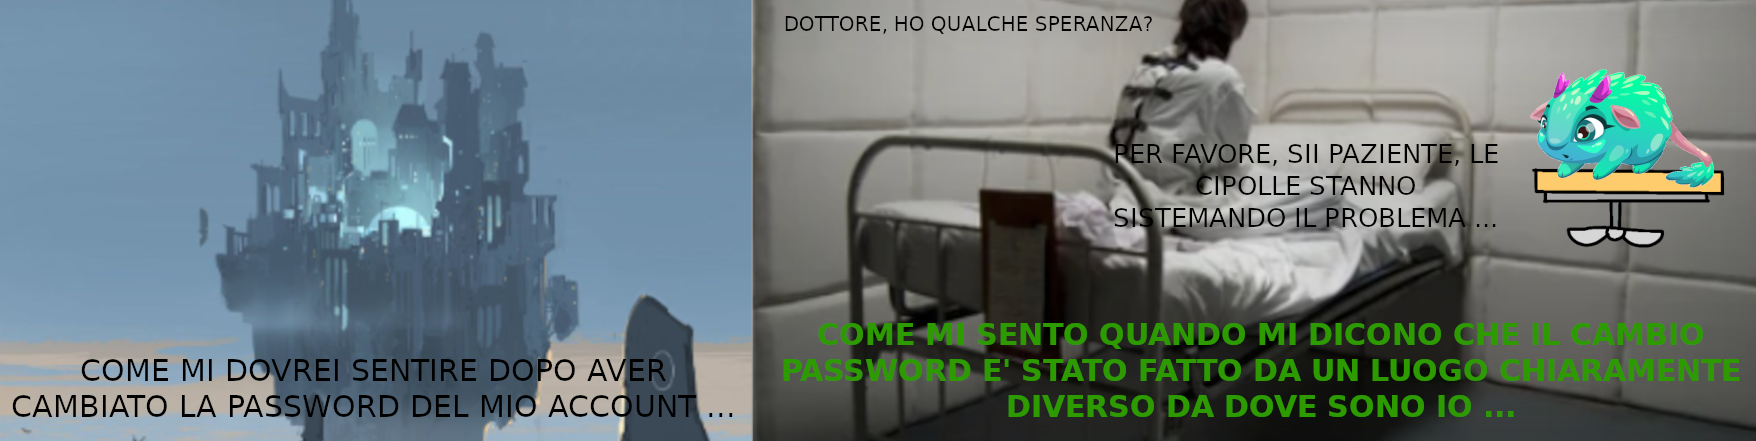 COME MI DOVREI SENTIRE DOPO AVER
CAMBIATO LA PASSWORD DEL MIO ACCOUNT ...
DOTTORE, HO QUALCHE SPERANZA?
PER FAVORE, SII PAZIENTE, LE
CIPOLLE STANNO
SISTEMANDO IL PROBLEMA ...
COME MI SENTO QUANDO MI DICONO CHE IL CAMBIO
PASSWORD E' STATO FATTO DA UN LUOGO CHIARAMENTE
DIVERSO DA DOVE SONO IO ...